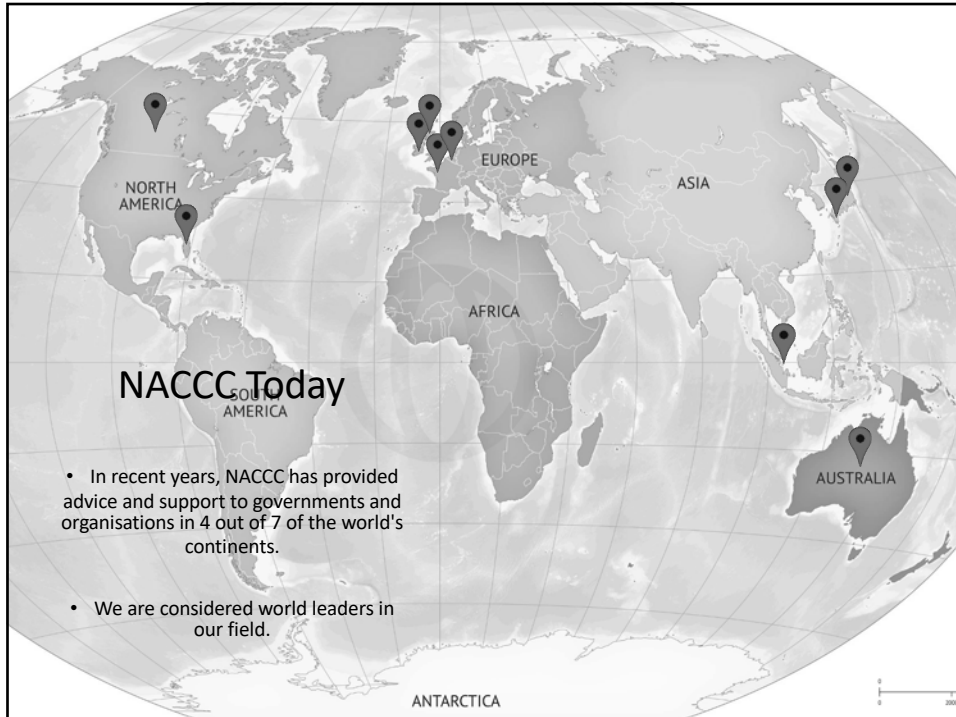 EUROPE
ASIA
NORTH
AMERICA
AFRICA
NACCC Today
SOUTH
AMERICA
AUSTRALIA
• In recent years, NACCC has provided
advice and support to governments and
organisations in 4 out of 7 of the world's
continents.
• We are considered world leaders in
our field.
ANTARCTICA
0
0